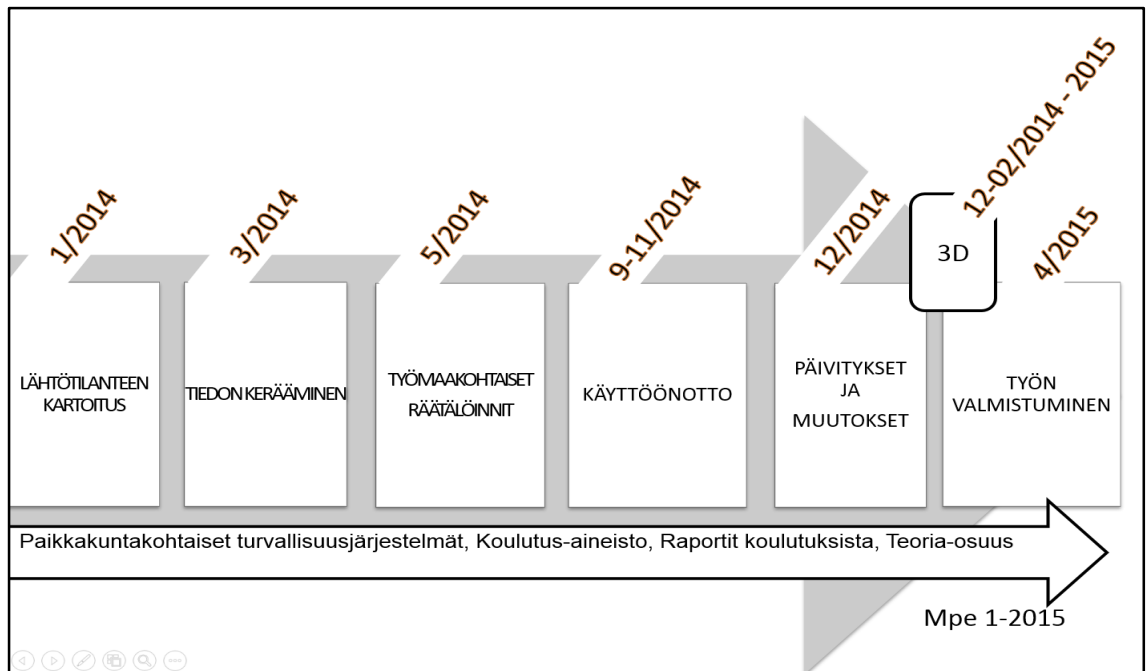 1/2014
3/2014
5/2014
9-11/2014
12/2014
12-02/2014 - 2015
4/2015
3D
LÄHTÖTILANTEEN
KARTOITUS
TIEDON KERÄÄMINEN
TYÖMAAKOHTAISET
RÄÄTÄLÖINNIT
KÄYTTÖÖNOTTO
PÄIVITYKSET
JA
MUUTOKSET
TYÖN
VALMISTUMINEN
Paikkakuntakohtaiset turvallisuusjärjestelmät, Koulutus-aineisto, Raportit koulutuksista, Teoria-osuus
Mpe 1-2015